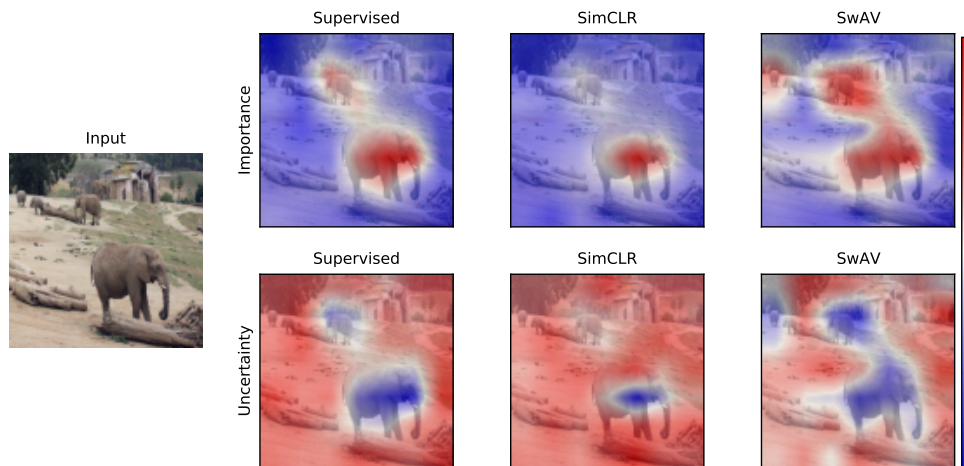 Supervised
SimCLR
SwAV
Input
Importance
Supervised
SimCLR
SwAV
Uncertainty